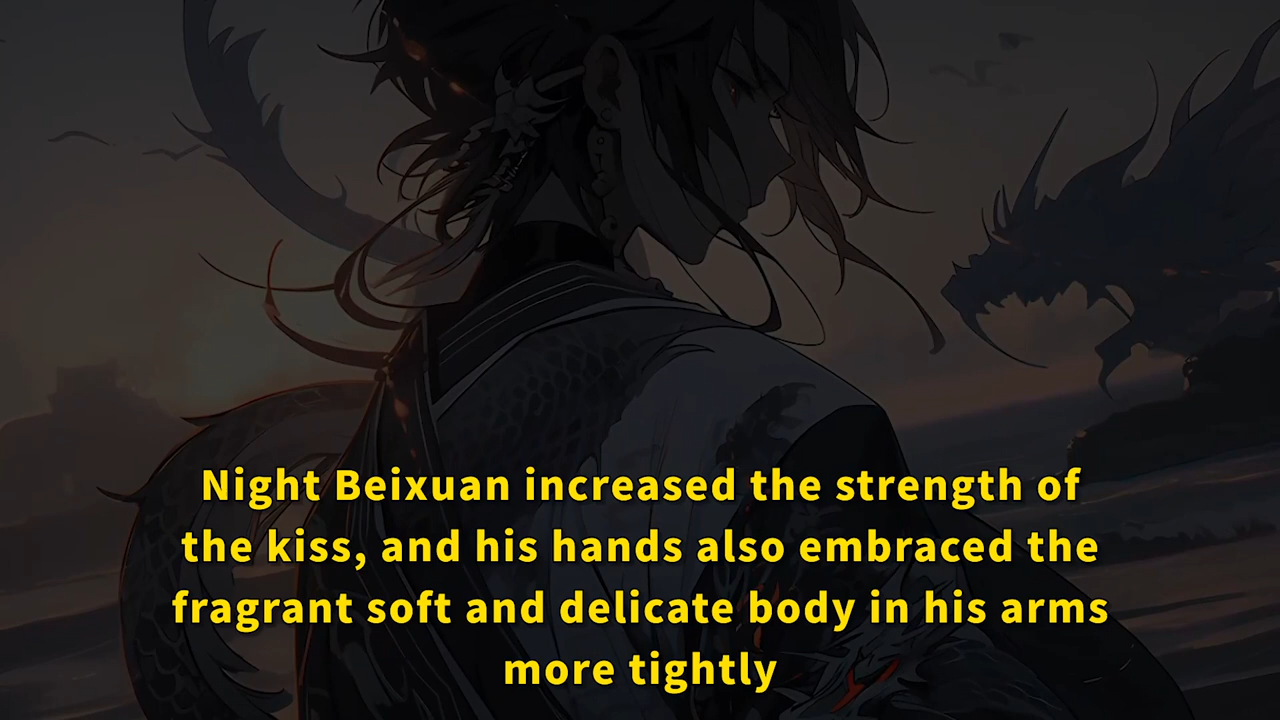 Night Beixuan increased the strength of
the kiss, and his hands also embraced the
fragrant soft and delicate body in his arms
more tightly